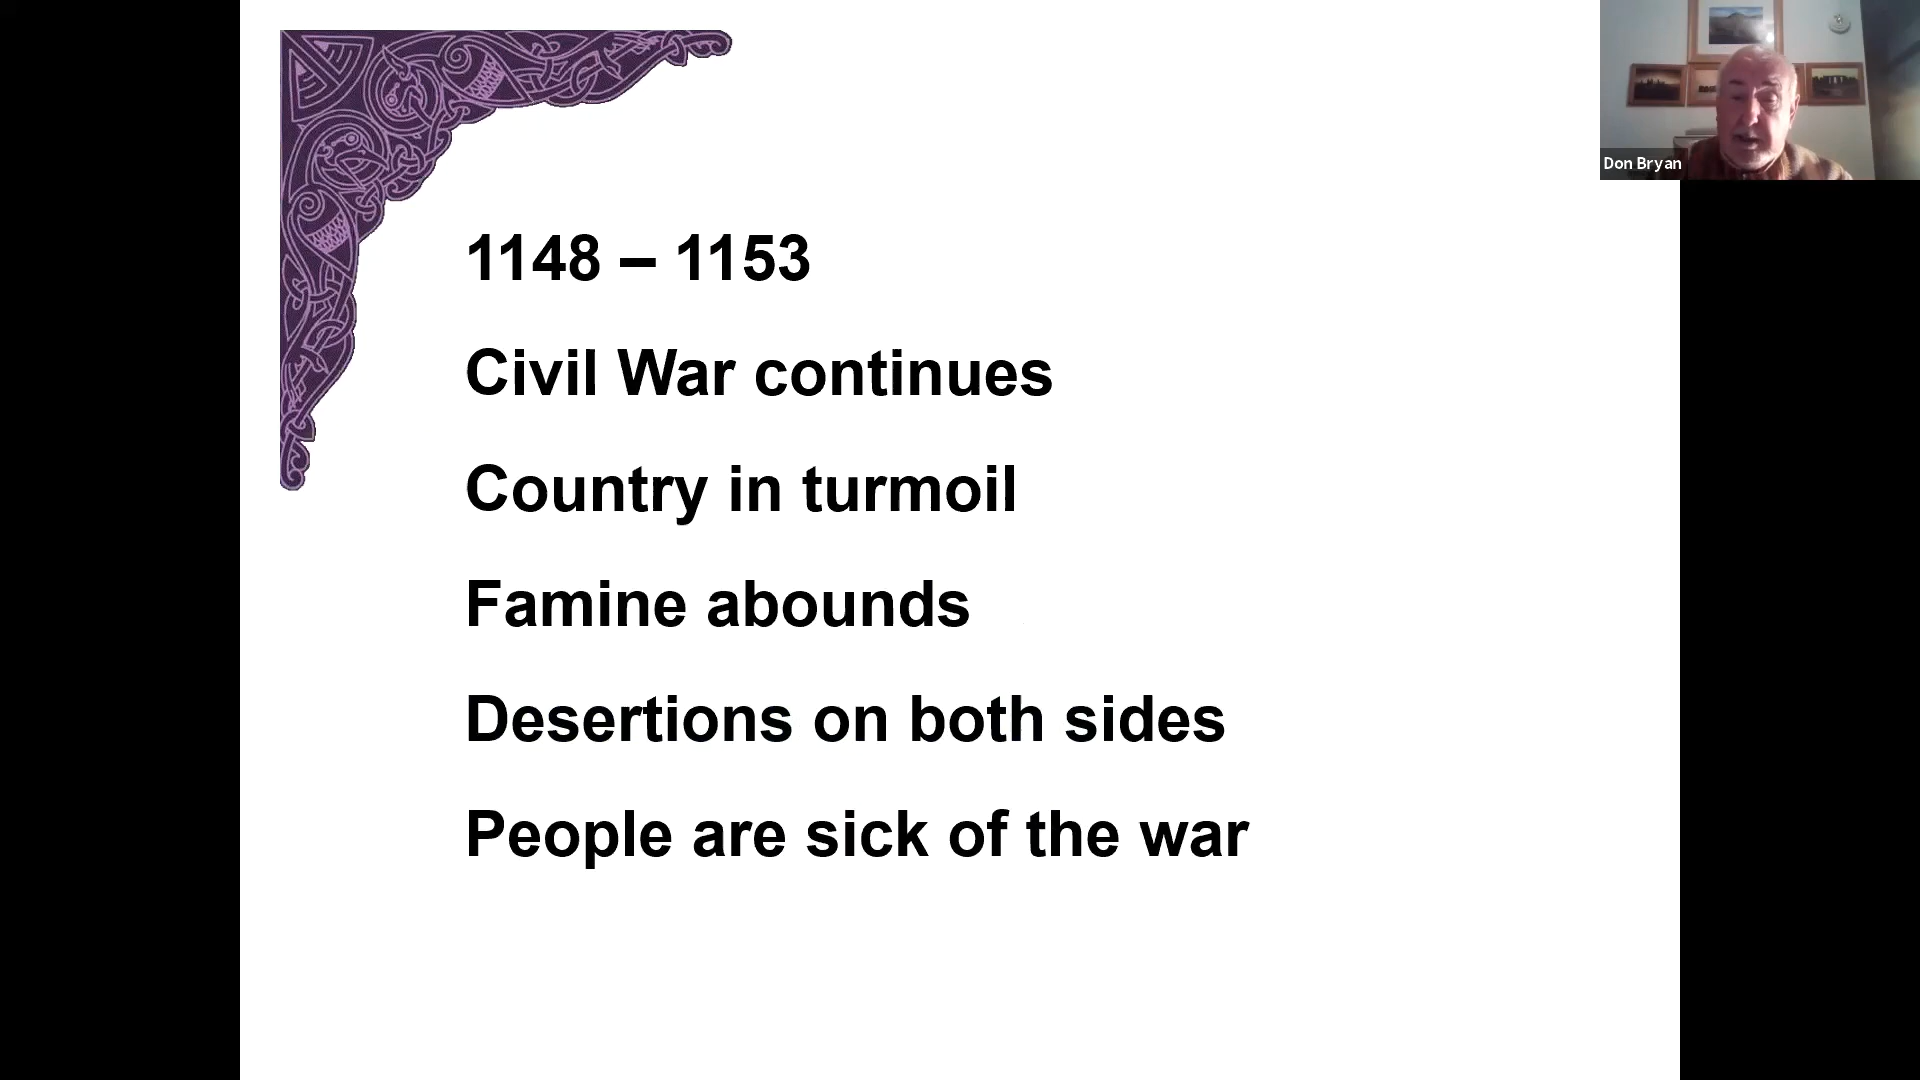 1148 – 1153
Civil War continues
Country in turmoil
Famine abounds
Desertions on both sides
People are sick of the war
Don Bryan